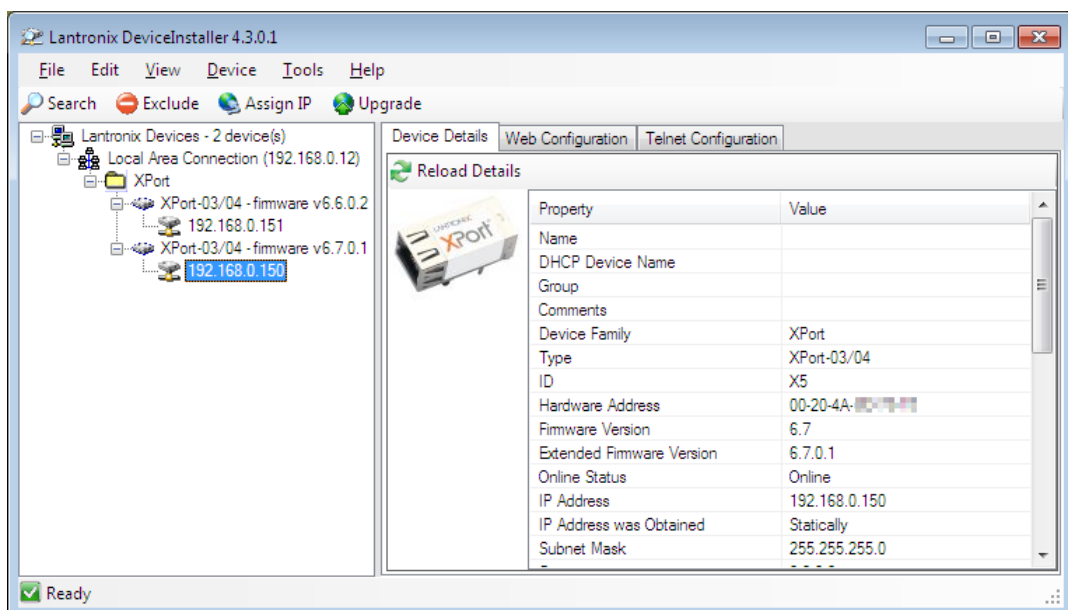 Lantronix DeviceInstaller 4.3.0.1
File Edit View Device Tools Help
Search Exclude Assign IP Upgrade
Lantronix Devices - 2 device(s)
Local Area Connection (192.168.0.12)
XPort
XPort-03/04 - firmware v6.6.0.2
192.168.0.151
XPort-03/04 - firmware v6.7.0.1
192.168.0.150
Device Details Web Configuration Telnet Configuration
Reload Details
LANTRONIX
XPort
Property Value
Name
DHCP Device Name
Group
Comments
Device Family XPort
Type XPort-03/04
ID X5
Hardware Address 00-20-4A-
Firmware Version 6.7
Extended Firmware Version 6.7.0.1
Online Status Online
IP Address 192.168.0.150
IP Address was Obtained Statically
Subnet Mask 255.255.255.0
Ready